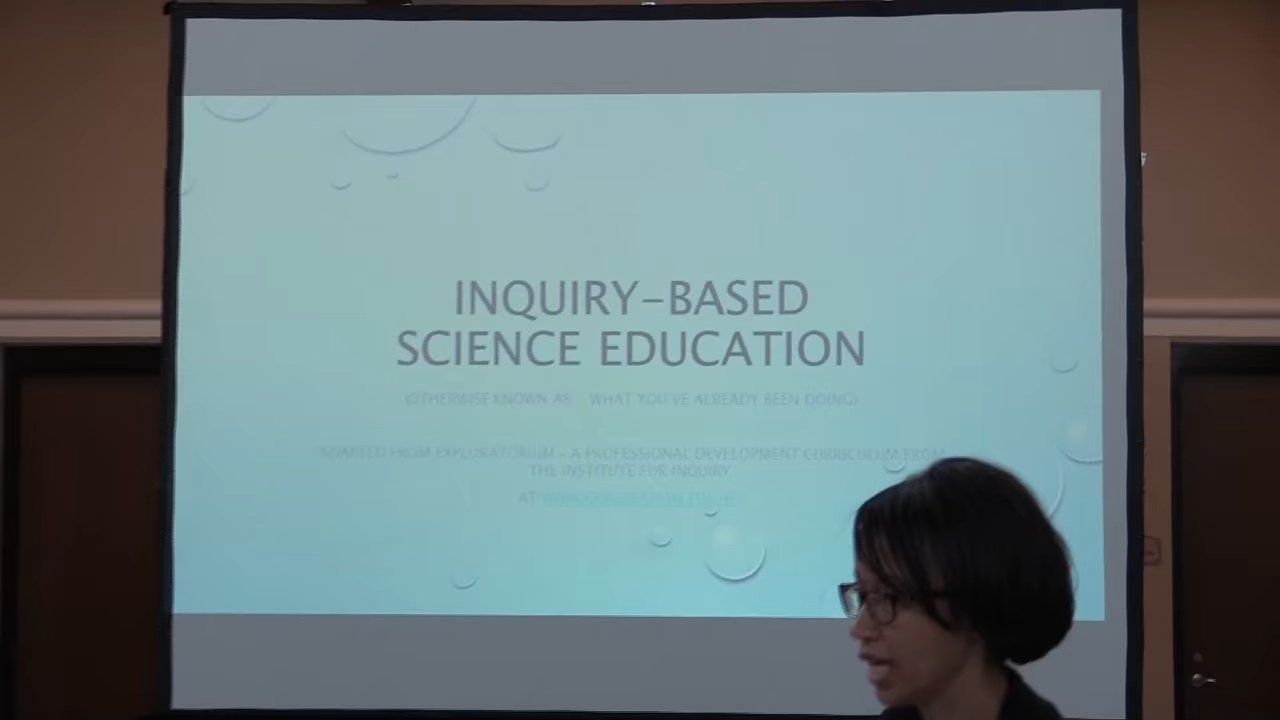 INQUIRY-BASED
SCIENCE EDUCATION
(OTHERWISE KNOWN AS WHAT YOU'VE ALREADY BEEN DOING)
ADAPTED FROM EXPLORATORIUM – A PROFESSIONAL DEVELOPMENT CURRICULUM FROM
THE INSTITUTE FOR INQUIRY.
AT